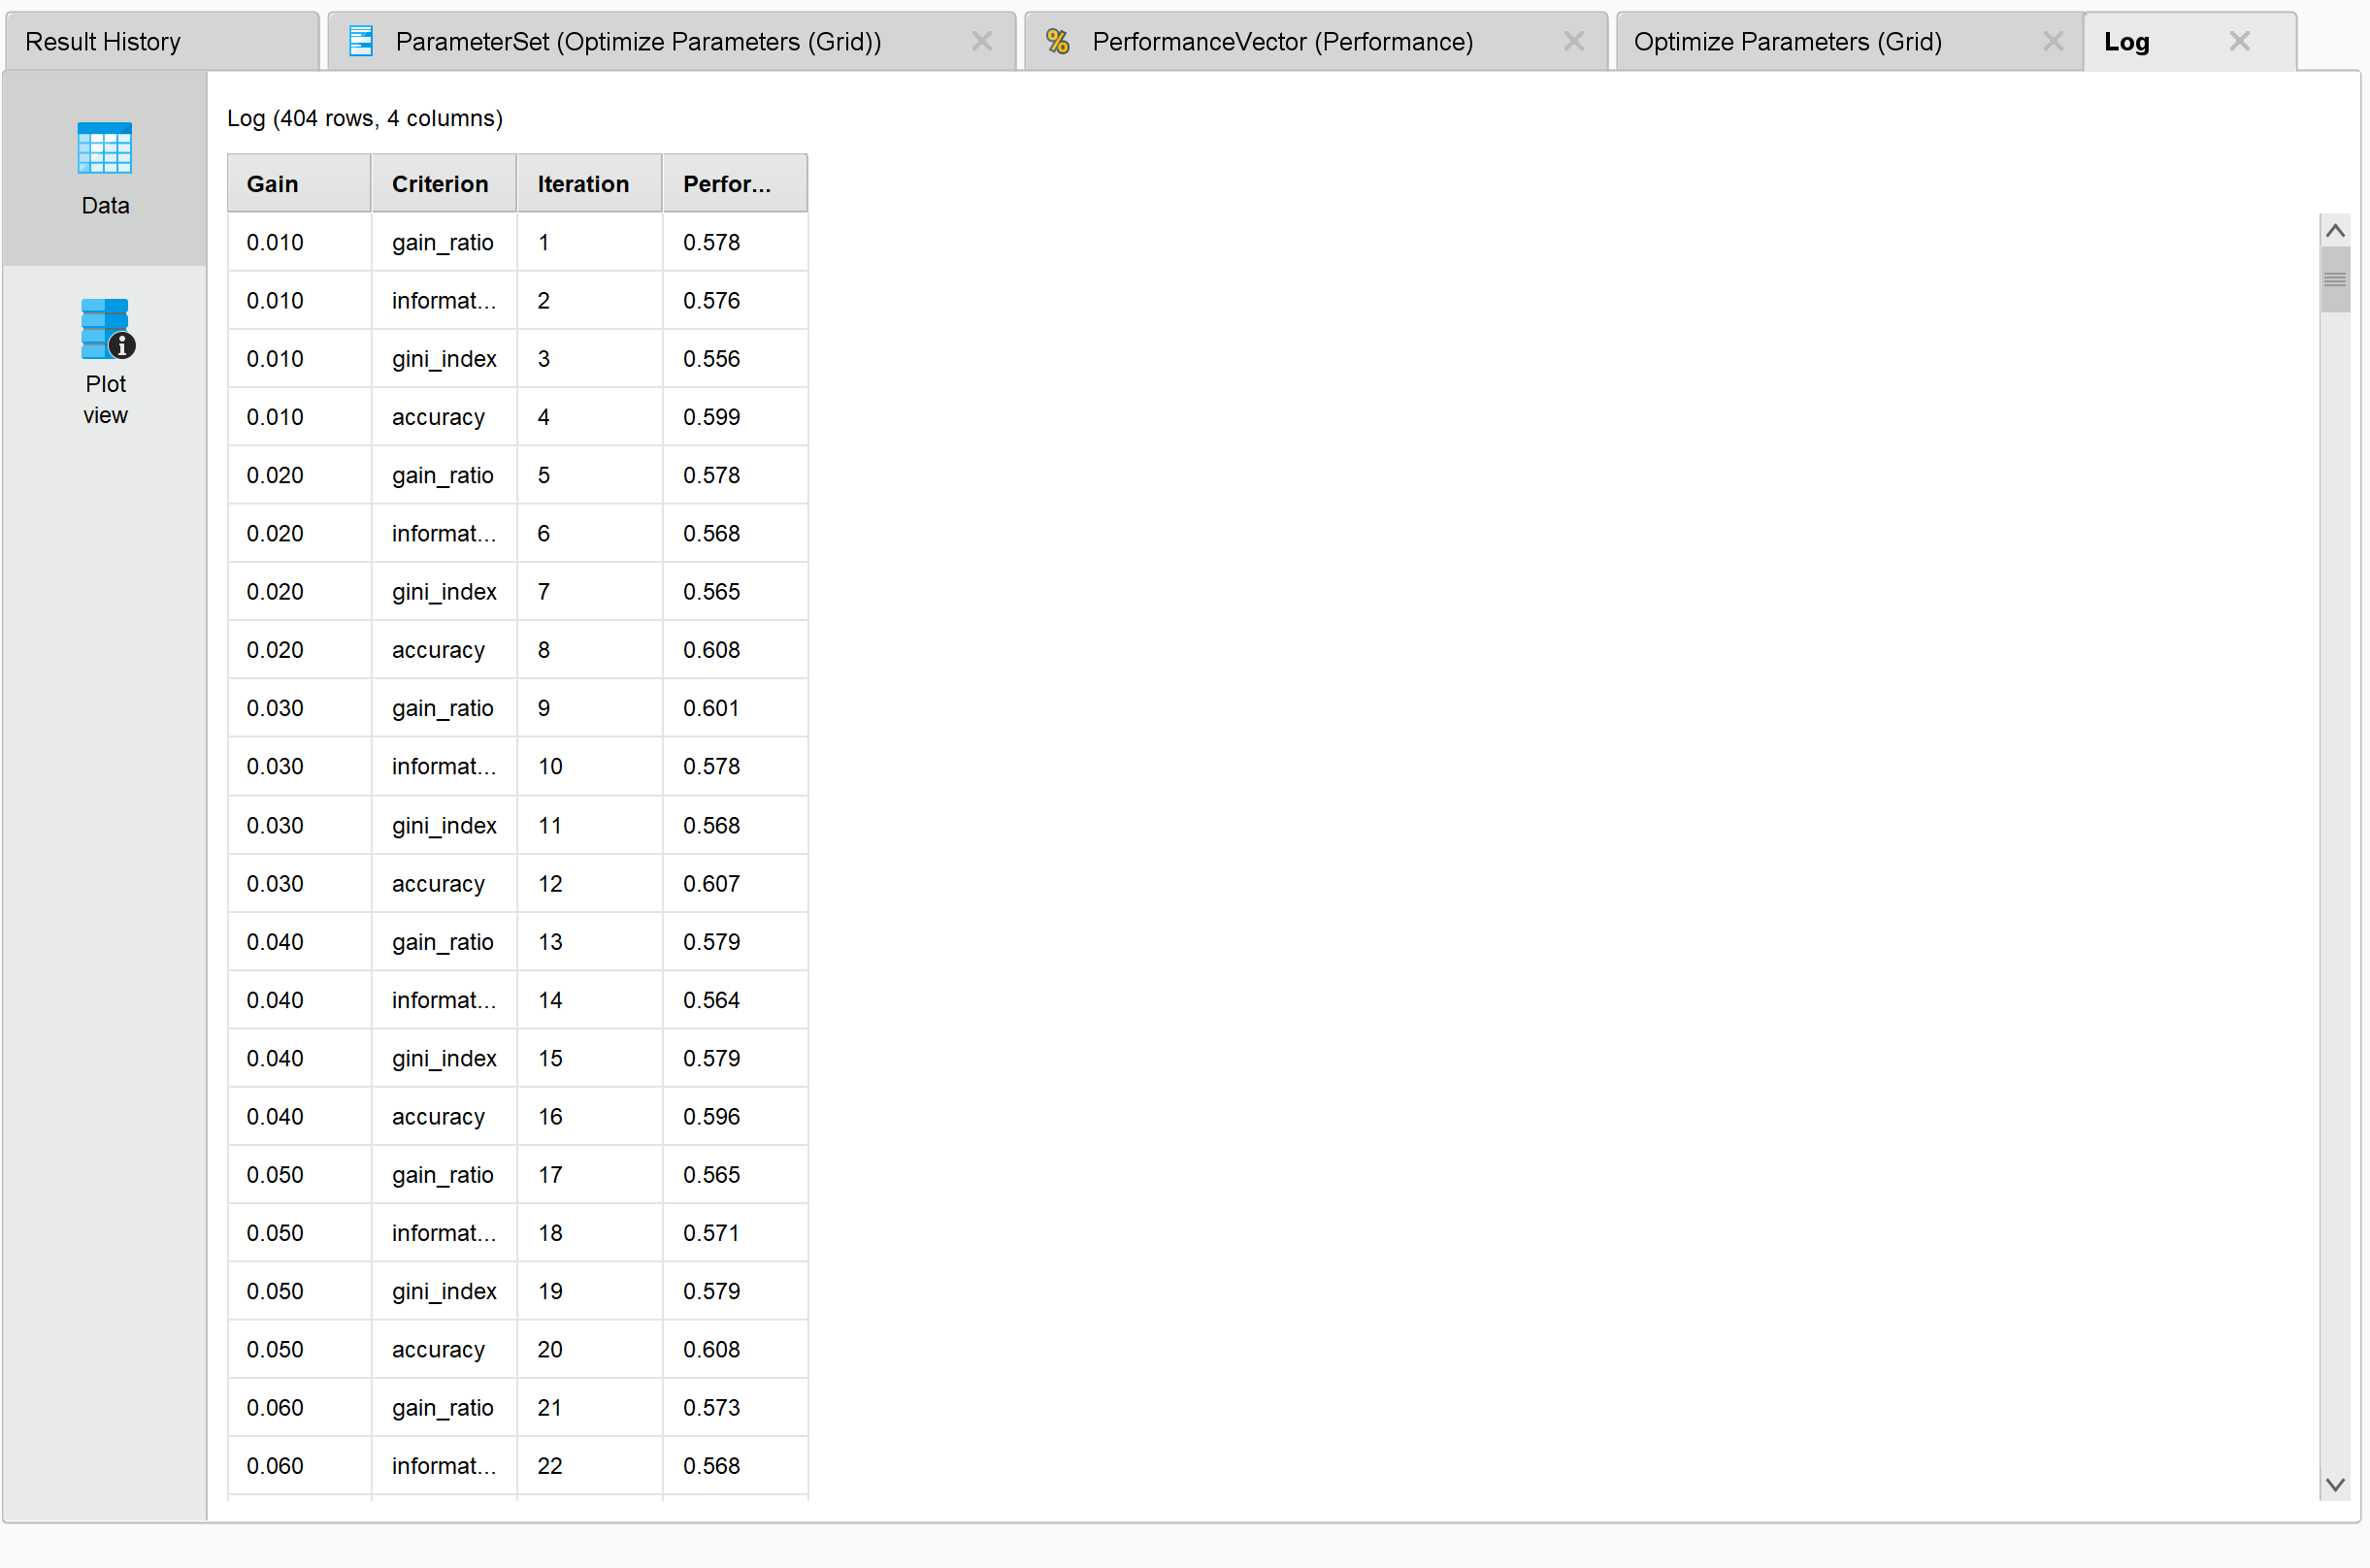 Result History ParameterSet (Optimize Parameters (Grid)) PerformanceVector (Performance) Optimize Parameters (Grid) Log
Data
Plot
view
Log (404 rows, 4 columns)
Gain Criterion Iteration Perfor...
0.010 gain_ratio 1 0.578
0.010 informat... 2 0.576
0.010 gini_index 3 0.556
0.010 accuracy 4 0.599
0.020 gain_ratio 5 0.578
0.020 informat... 6 0.568
0.020 gini_index 7 0.565
0.020 accuracy 8 0.608
0.030 gain_ratio 9 0.601
0.030 informat... 10 0.578
0.030 gini_index 11 0.568
0.030 accuracy 12 0.607
0.040 gain_ratio 13 0.579
0.040 informat... 14 0.564
0.040 gini_index 15 0.579
0.040 accuracy 16 0.596
0.050 gain_ratio 17 0.565
0.050 informat... 18 0.571
0.050 gini_index 19 0.579
0.050 accuracy 20 0.608
0.060 gain_ratio 21 0.573
0.060 informat... 22 0.568